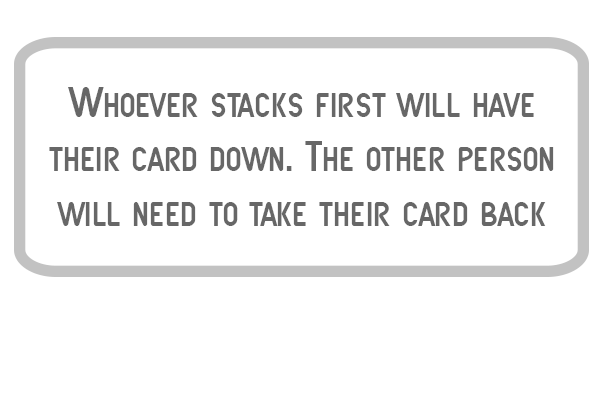 Whoever stacks first will have
their card down. The other person
will need to take their card back